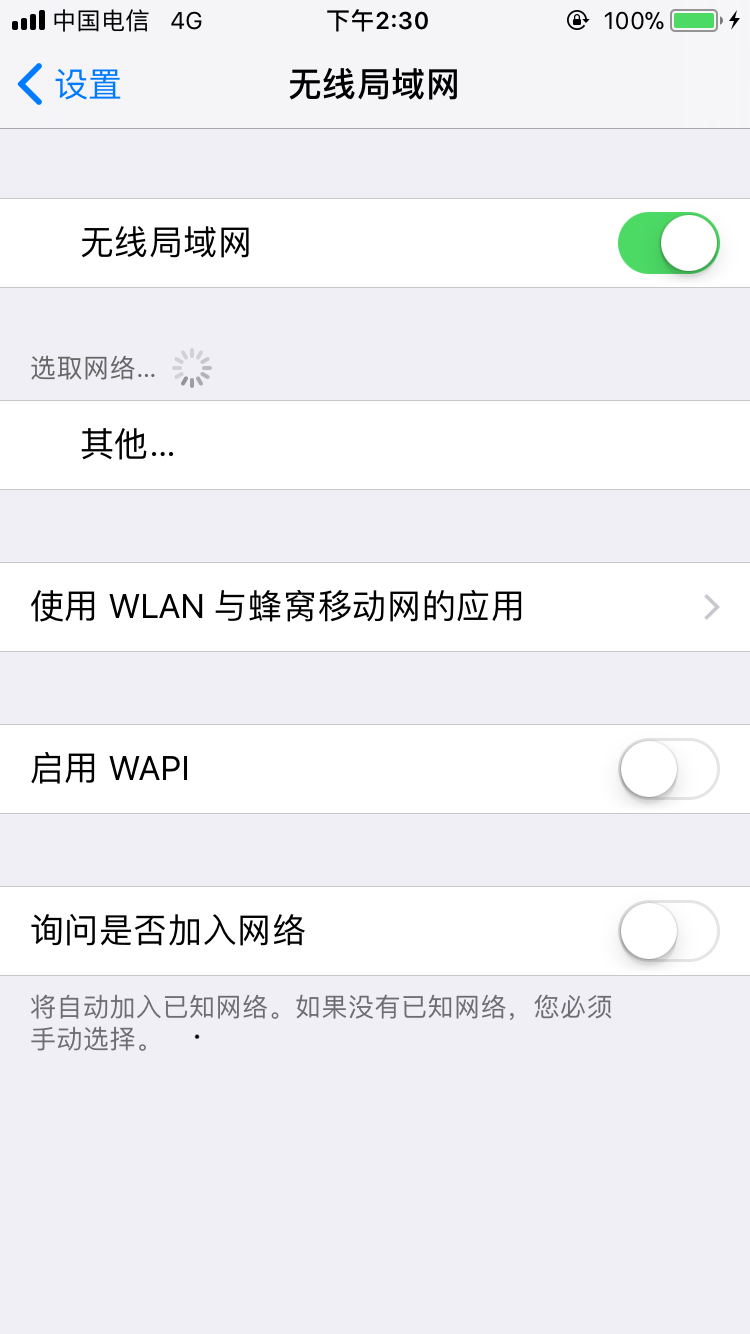 中国电信 4G 下午2:30 100%
设置 无线局域网
无线局域网
选取网络...
其他...
使用 WLAN 与蜂窝移动网的应用
启用 WAPI
询问是否加入网络
将自动加入已知网络。如果没有已知网络，您必须
手动选择。